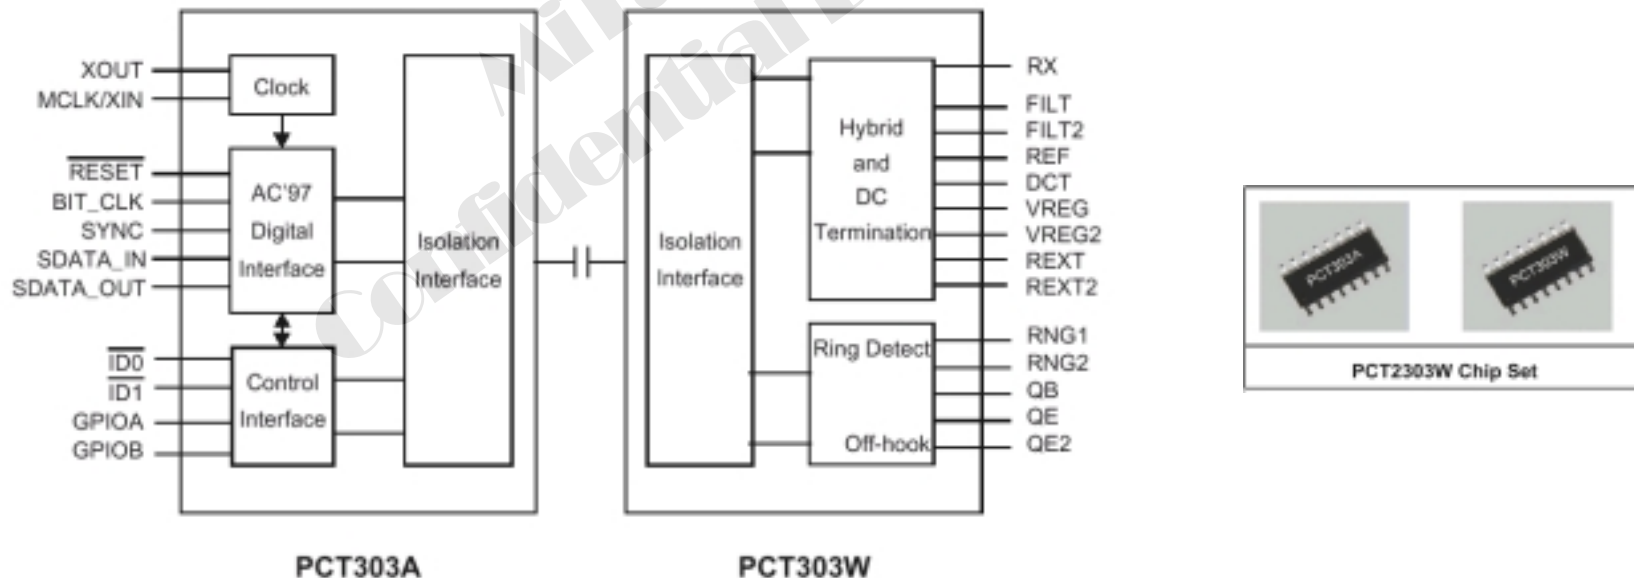 XOUT
MCLK/XIN
RESET
BIT_CLK
SYNC
SDATA_IN
SDATA_OUT
ID0
ID1
GPIOA
GPIOB
Clock
AC'97
Digital
Interface
Control
Interface
Isolation
Interface
PCT303A
Isolation
Interface
Hybrid
and
DC
Termination
Ring Detect
Off-hook
RX
FILT
FILT2
REF
DCT
VREG
VREG2
REXT
REXT2
RNG1
RNG2
QB
QE
QE2
PCT303W
PCT303A
PCT303W
PCT2303W Chip Set
Confidential